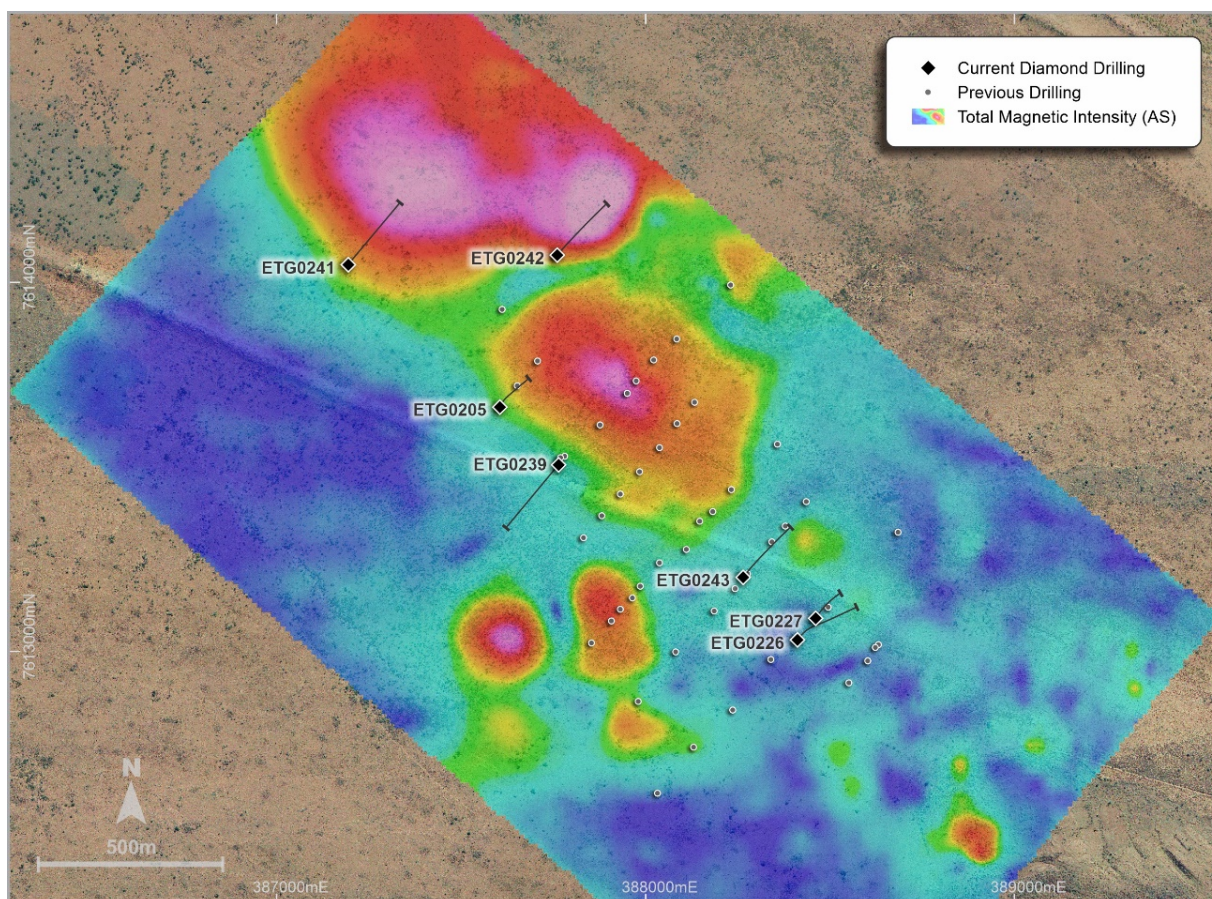 Current Diamond Drilling
Previous Drilling
Total Magnetic Intensity (AS)
7614000mN
ETG0241
ETG0242
ETG0205
ETG0239
ETG0243
ETG0227
ETG0226
7613000mN
N
500m
387000mE
388000mE
389000mE